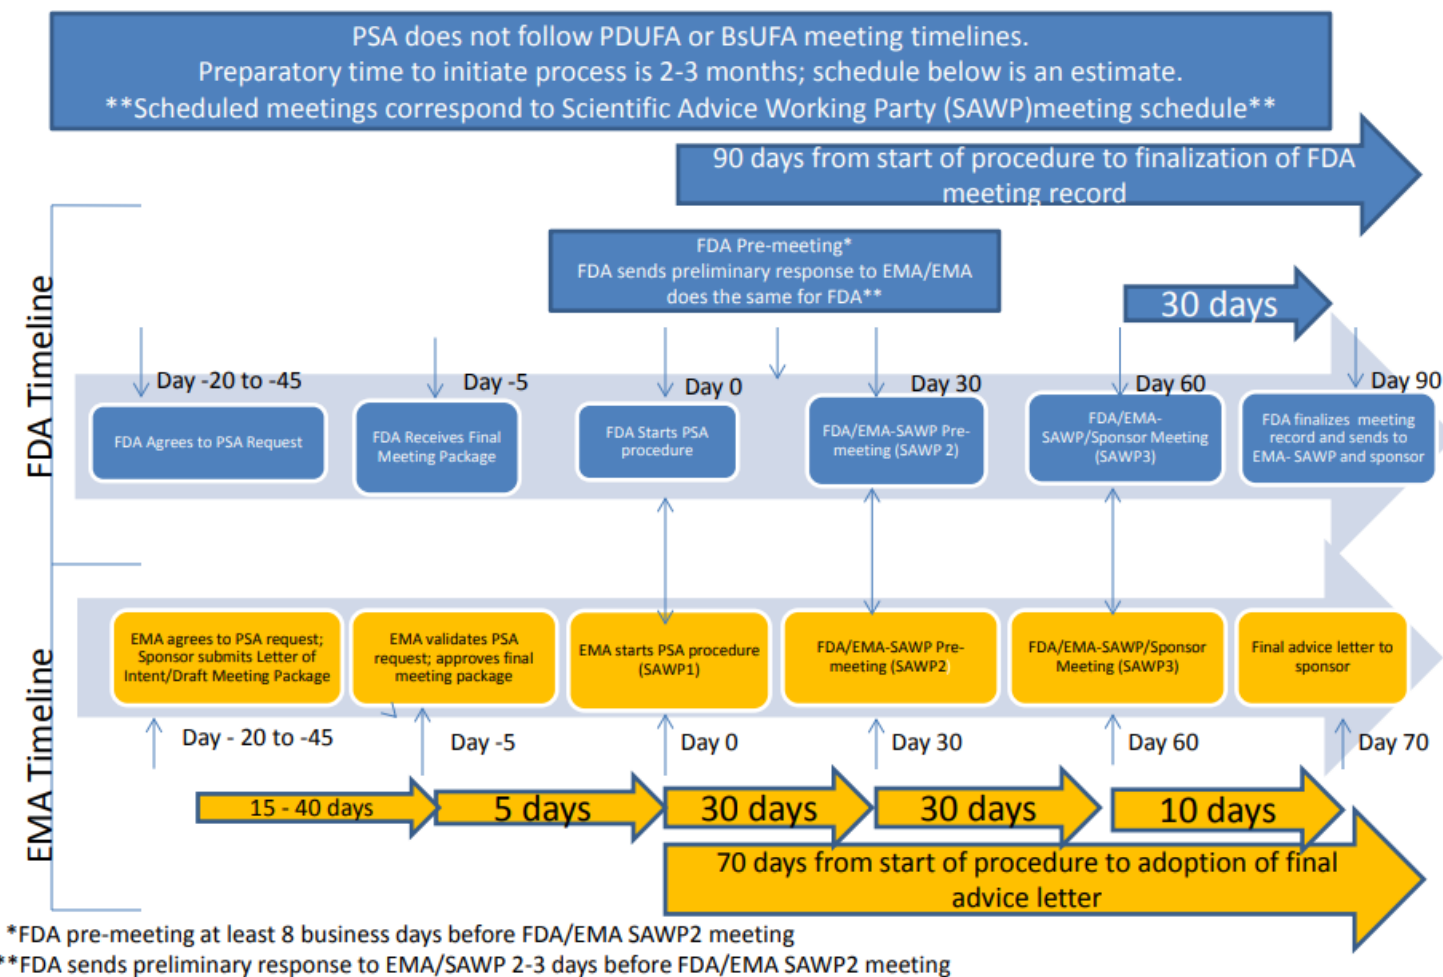 PSA does not follow PDUFA or BsUFA meeting timelines.
Preparatory time to initiate process is 2-3 months; schedule below is an estimate.
**Scheduled meetings correspond to Scientific Advice Working Party (SAWP)meeting schedule**
90 days from start of procedure to finalization of FDA
meeting record
FDA Timeline
FDA Pre-meeting*
FDA sends preliminary response to EMA/EMA
does the same for FDA**
30 days
Day -20 to -45
Day -5
Day 0
Day 30
Day 60
Day 90
FDA Agrees to PSA Request
FDA Receives Final
Meeting Package
FDA Starts PSA
procedure
FDA/EMA-SAWP Pre-
meeting (SAWP 2)
FDA/EMA-
SAWP/Sponsor Meeting
(SAWP3)
FDA finalizes meeting
record and sends to
EMA- SAWP and sponsor
EMA Timeline
EMA agrees to PSA request;
Sponsor submits Letter of
Intent/Draft Meeting Package
EMA validates PSA
request; approves final
meeting package
EMA starts PSA procedure
(SAWP1)
FDA/EMA-SAWP Pre-
meeting (SAWP2)
FDA/EMA-SAWP/Sponsor
Meeting (SAWP3)
Final advice letter to
sponsor
Day - 20 to -45
Day -5
Day 0
Day 30
Day 60
Day 70
15 - 40 days
5 days
30 days
30 days
10 days
70 days from start of procedure to adoption of final
advice letter
*FDA pre-meeting at least 8 business days before FDA/EMA SAWP2 meeting
**FDA sends preliminary response to EMA/SAWP 2-3 days before FDA/EMA SAWP2 meeting